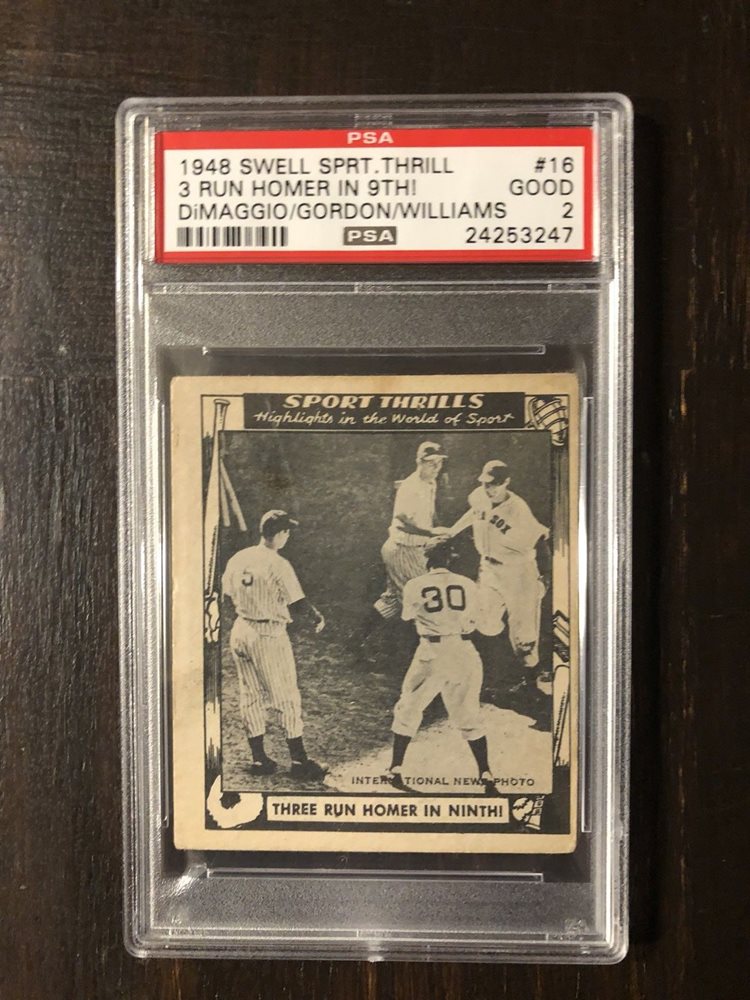 PSA
1948 SWELL SPRT.THRILL #16
3 RUN HOMER IN 9TH! GOOD
DiMAGGIO/GORDON/WILLIAMS 2
PSA 24253247
SPORT THRILLS
Highlights in the World of Sport
SOX
5
30
INTERNATIONAL NEWS PHOTO
THREE RUN HOMER IN NINTH!